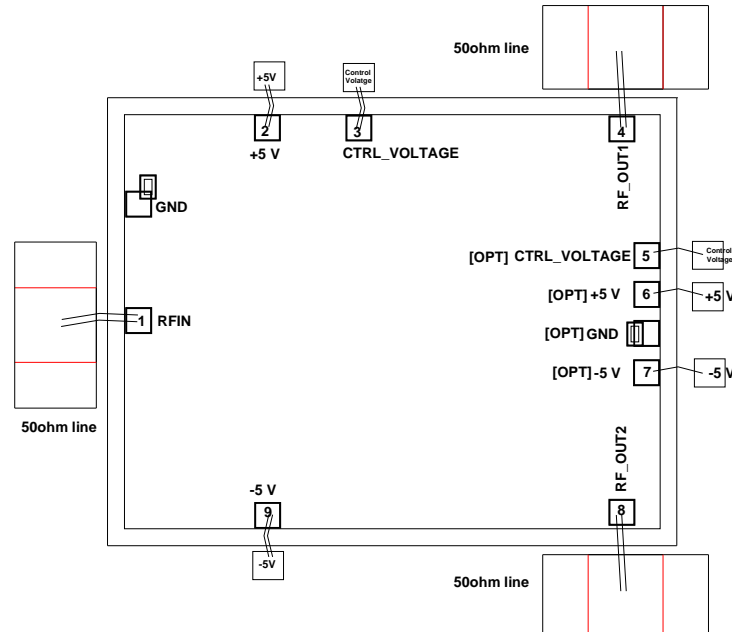 50ohm line
+5V
Control
Volatge
2
3
4
+5 V
CTRL_VOLTAGE
RF_OUT1
GND
[OPT] CTRL_VOLTAGE
5
Control
Voltage
[OPT] +5 V
6
+5 V
1
RFIN
[OPT] GND
[OPT] -5 V
7
-5 V
50ohm line
RF_OUT2
-5 V
9
8
-5V
50ohm line